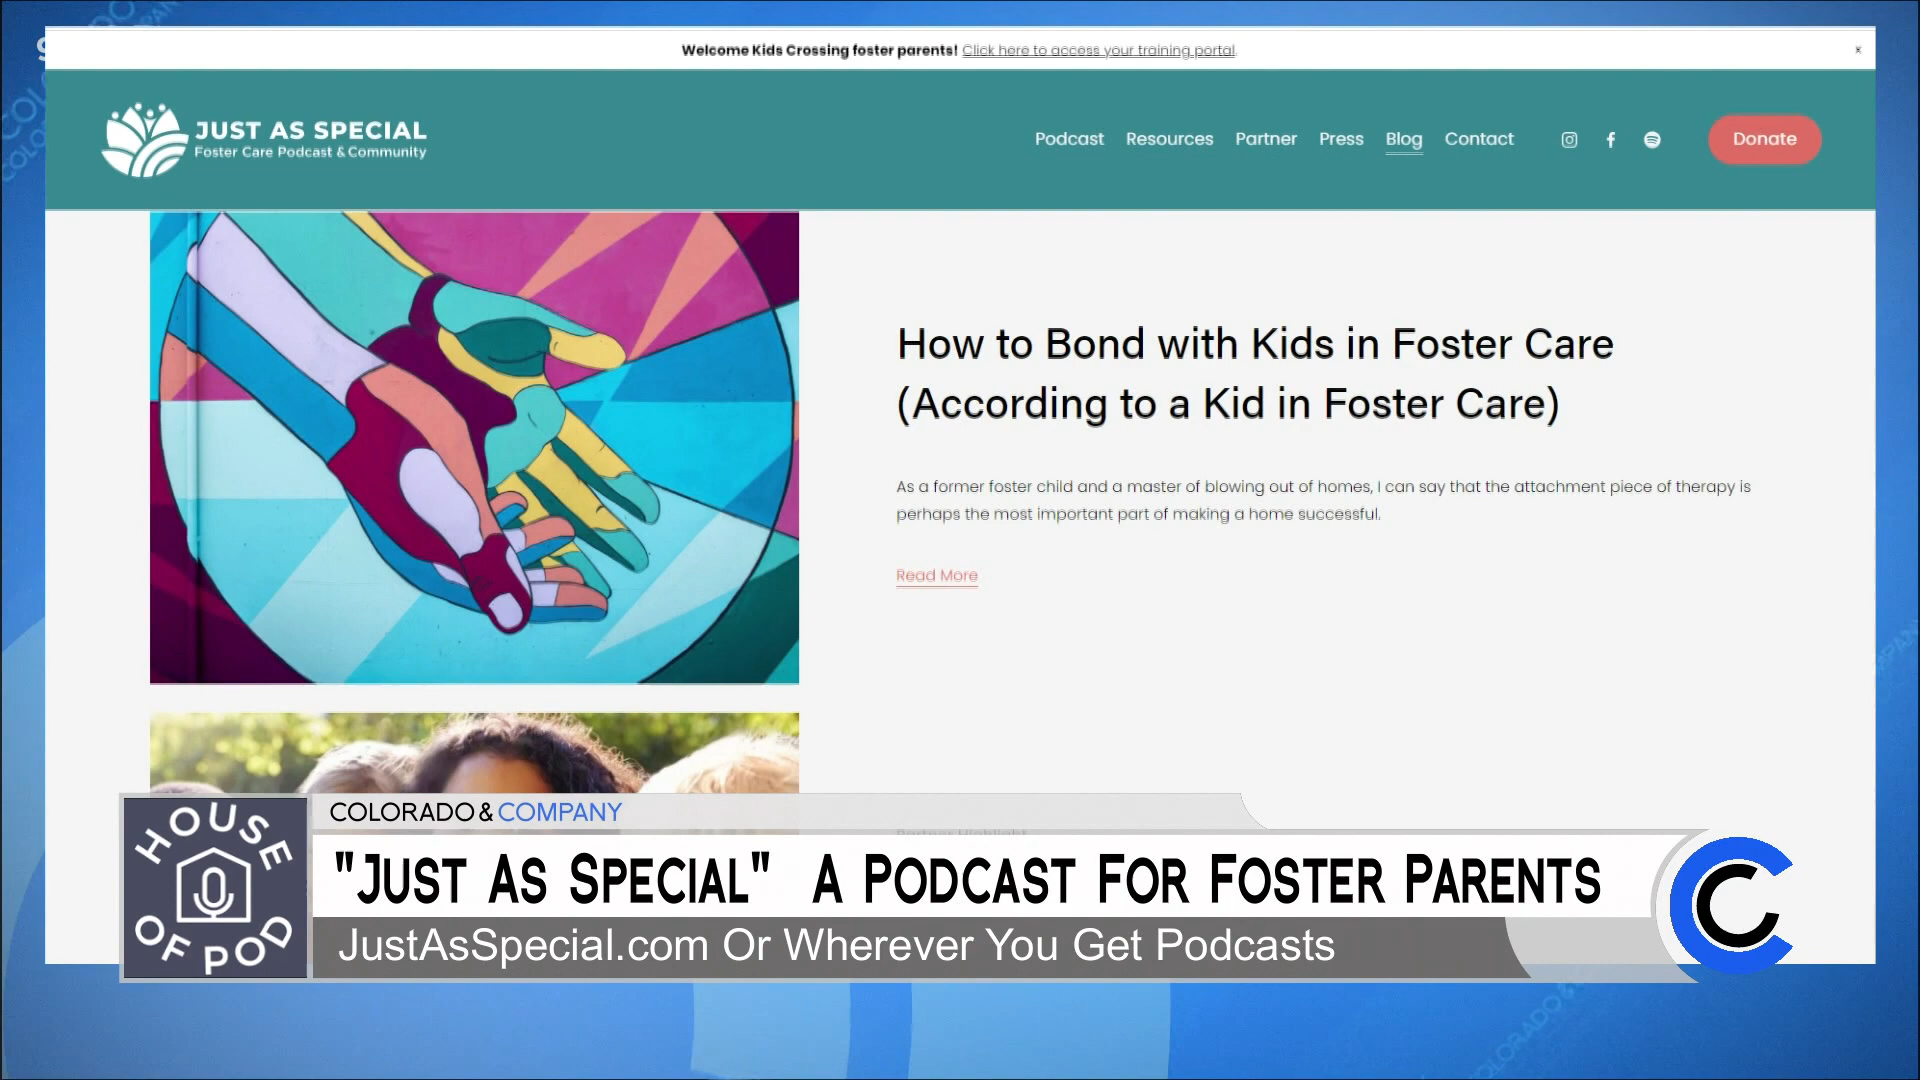 Welcome Kids Crossing foster parents! Click here to access your training portal.
x
JUST AS SPECIAL
Foster Care Podcast & Community
Podcast Resources Partner Press Blog Contact
Donate
How to Bond with Kids in Foster Care
(According to a Kid in Foster Care)
As a former foster child and a master of blowing out of homes, I can say that the attachment piece of therapy is
perhaps the most important part of making a home successful.
Read More
Partner Highlight
HOUSE
OF POD
COLORADO & COMPANY
"JUST AS SPECIAL" A PODCAST FOR FOSTER PARENTS
JustAsSpecial.com Or Wherever You Get Podcasts
COLORADO &